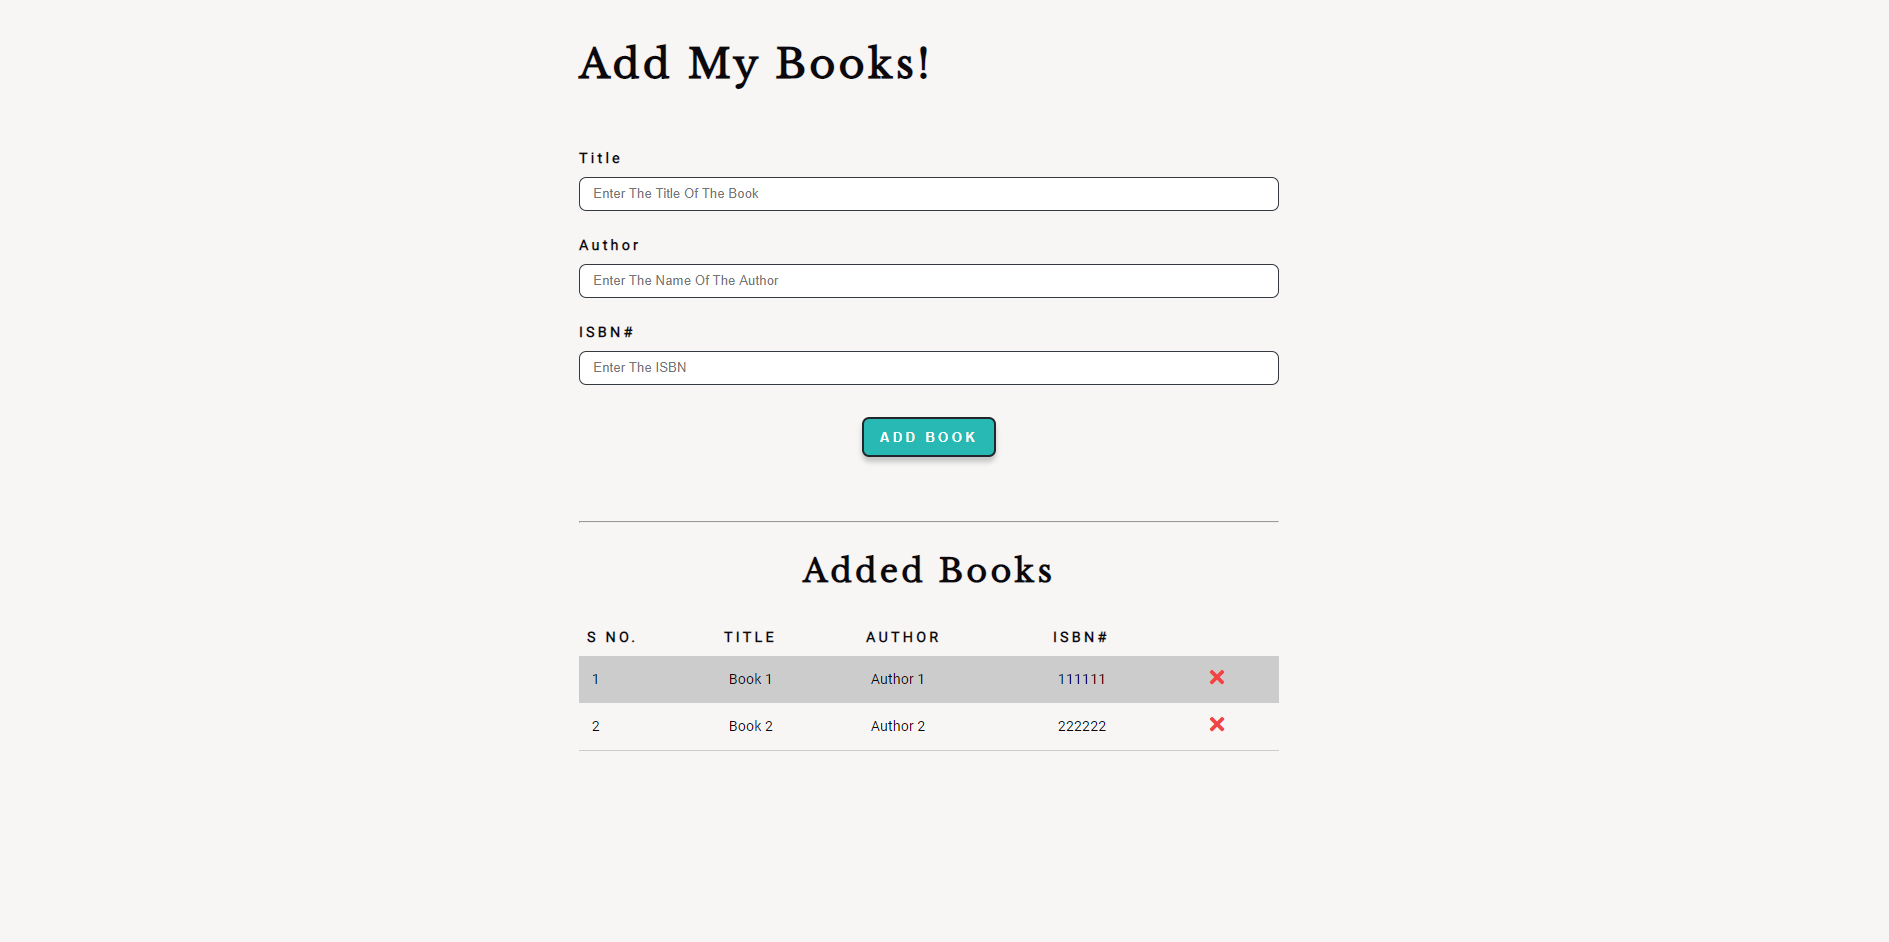 Add My Books!
Title
Enter The Title Of The Book
Author
Enter The Name Of The Author
ISBN#
Enter The ISBN
ADD BOOK
Added Books
S NO. TITLE AUTHOR ISBN#
1 Book 1 Author 1 111111
2 Book 2 Author 2 222222